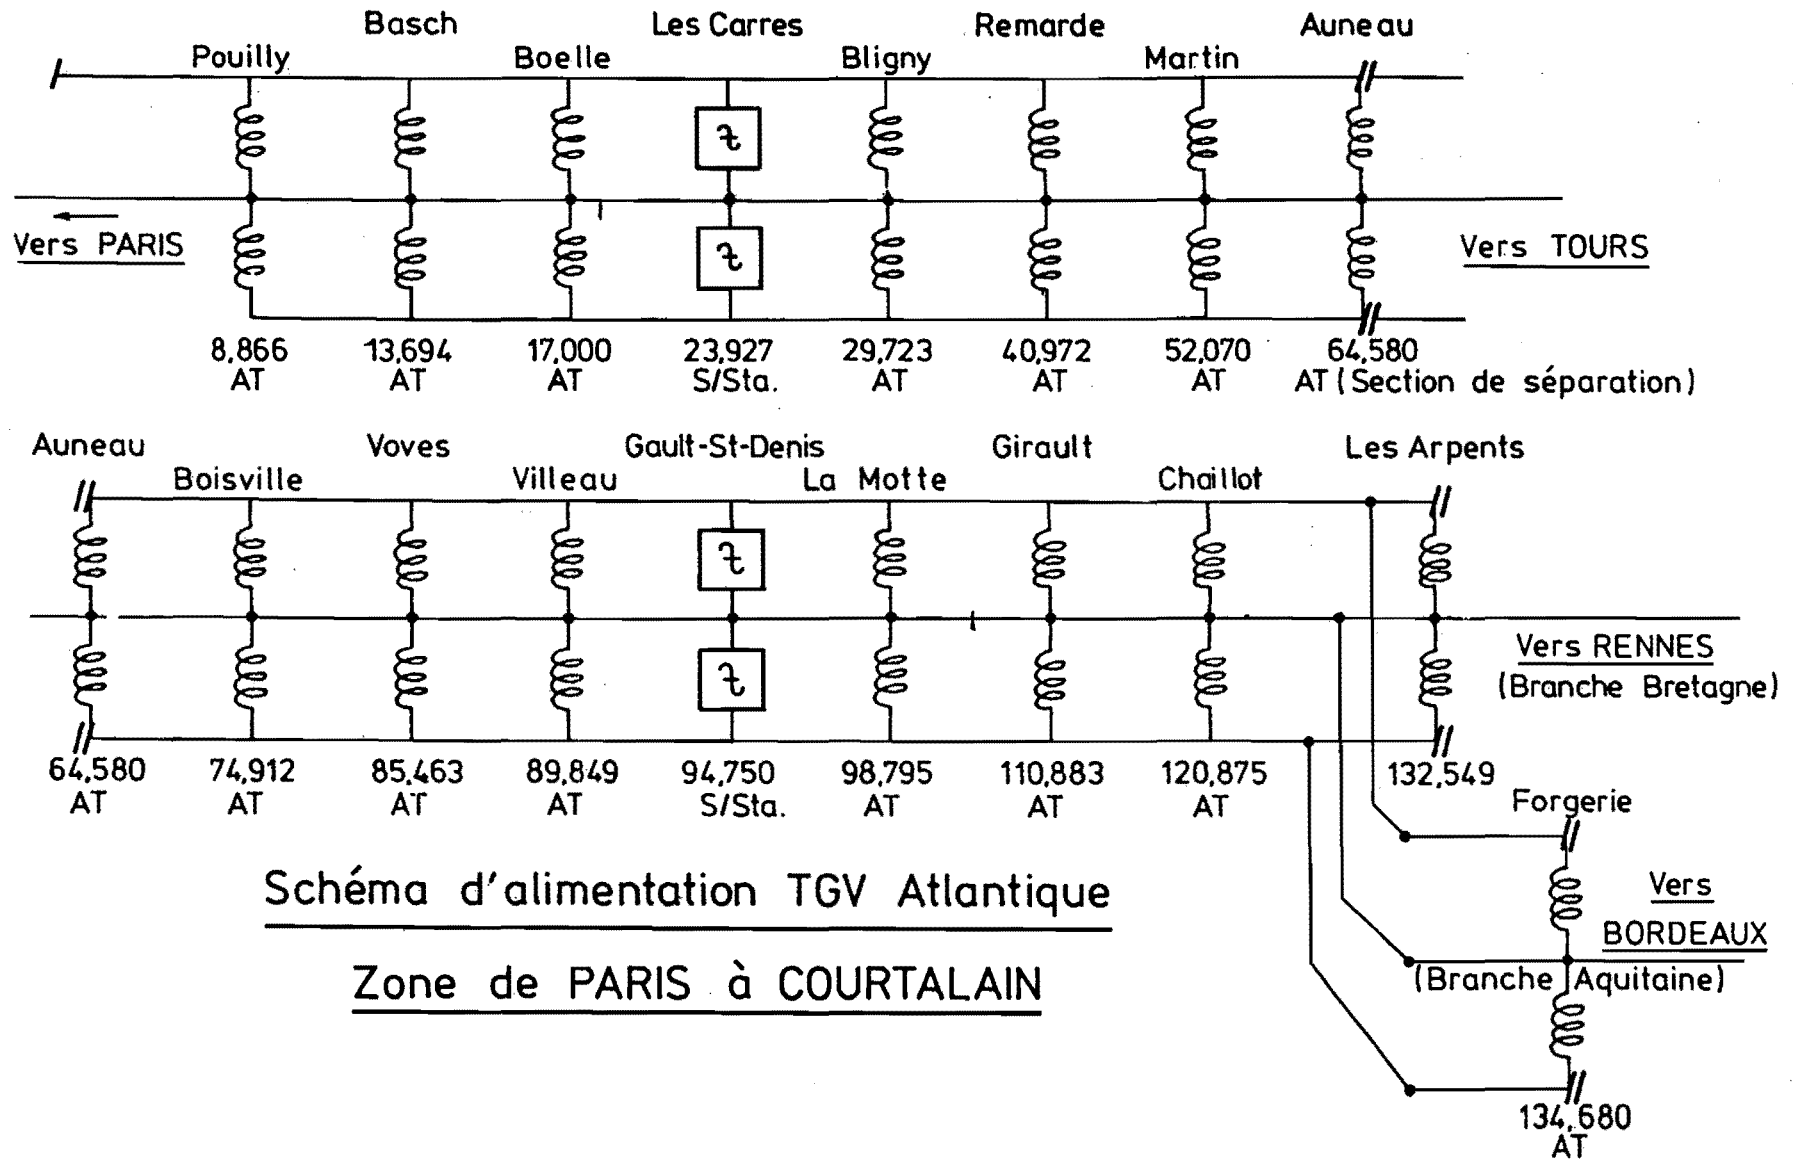 Basch Les Carres Remarde Auneau
Pouilly Boelle Bligny Martin
Vers PARIS Vers TOURS
8,866 13,694 17,000 23,927 29,723 40,972 52,070 64,580
AT AT AT S/Sta. AT AT AT AT (Section de séparation)
Auneau Voves Gault-St-Denis Girault Les Arpents
Boisville Villeau La Motte Chaillot
Vers RENNES
(Branche Bretagne)
64,580 74,912 85,463 89,849 94,750 98,795 110,883 120,875 132,549
AT AT AT AT S/Sta. AT AT AT
Forgerie
Schéma d'alimentation TGV Atlantique
Vers
BORDEAUX
(Branche Aquitaine)
Zone de PARIS à COURTALAIN
134,680
AT